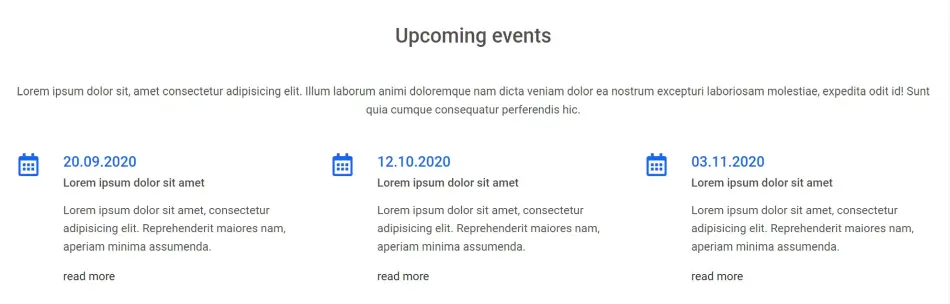 Upcoming events
Lorem ipsum dolor sit, amet consectetur adipisicing elit. Illum laborum animi doloremque nam dicta veniam dolor ea nostrum excepturi laboriosam molestiae, expedita odit id! Sunt
quia cumque consequatur perferendis hic.
20.09.2020
Lorem ipsum dolor sit amet
Lorem ipsum dolor sit amet, consectetur
adipisicing elit. Reprehenderit maiores nam,
aperiam minima assumenda.
read more
12.10.2020
Lorem ipsum dolor sit amet
Lorem ipsum dolor sit amet, consectetur
adipisicing elit. Reprehenderit maiores nam,
aperiam minima assumenda.
read more
03.11.2020
Lorem ipsum dolor sit amet
Lorem ipsum dolor sit amet, consectetur
adipisicing elit. Reprehenderit maiores nam,
aperiam minima assumenda.
read more